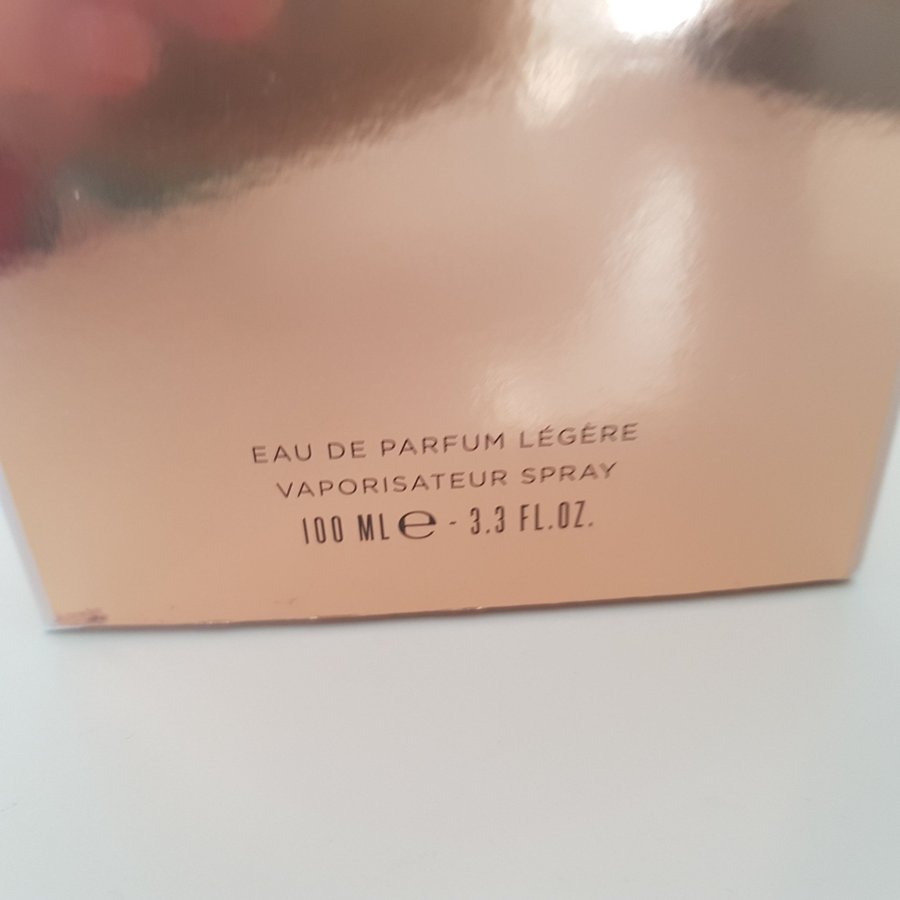 EAU DE PARFUM LÉGÈRE
VAPORISATEUR SPRAY
100 ML ℮ - 3.3 FL.OZ.